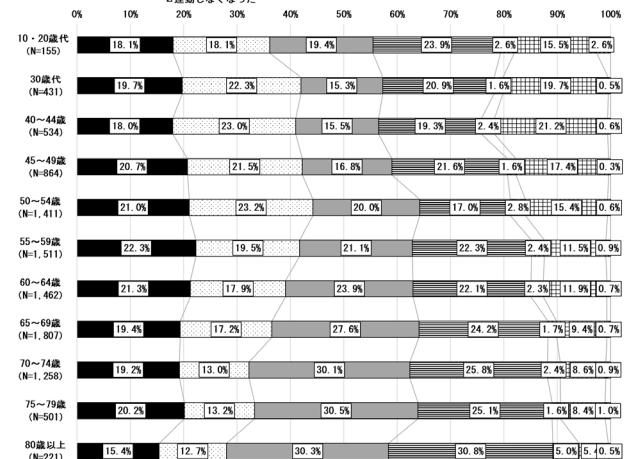 0% 10% 20% 30% 40% 50% 60% 70% 80% 90% 100%
10・20歳代 18.1% 18.1% 19.4% 23.9% 2.6% 15.5% 2.6%
(N=155)
30歳代 19.7% 22.3% 15.3% 20.9% 1.6% 19.7% 0.5%
(N=431)
40～44歳 18.0% 23.0% 15.5% 19.3% 2.4% 21.2% 0.6%
(N=534)
45～49歳 20.7% 21.5% 16.8% 21.6% 1.6% 17.4% 0.3%
(N=864)
50～54歳 21.0% 23.2% 20.0% 17.0% 2.8% 15.4% 0.6%
(N=1,411)
55～59歳 22.3% 19.5% 21.1% 22.3% 2.4% 11.5% 0.9%
(N=1,511)
60～64歳 21.3% 17.9% 23.9% 22.1% 2.3% 11.9% 0.7%
(N=1,462)
65～69歳 19.4% 17.2% 27.6% 24.2% 1.7% 9.4% 0.7%
(N=1,807)
70～74歳 19.2% 13.0% 30.1% 25.8% 2.4% 8.6% 0.9%
(N=1,258)
75～79歳 20.2% 13.2% 30.5% 25.1% 1.6% 8.4% 1.0%
(N=501)
80歳以上 15.4% 12.7% 30.3% 30.8% 5.0% 5.4 0.5%
(N=221)